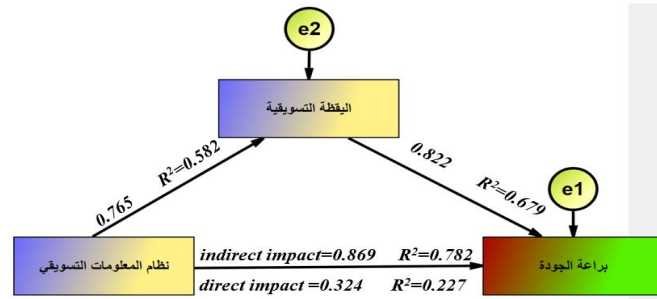 e2
اليقظة التسويقية
0.765 R²=0.582
0.822 R²=0.679
e1
نظام المعلومات التسويقي
indirect impact=0.869 R²=0.782
direct impact =0.324 R²=0.227
براعة الجودة